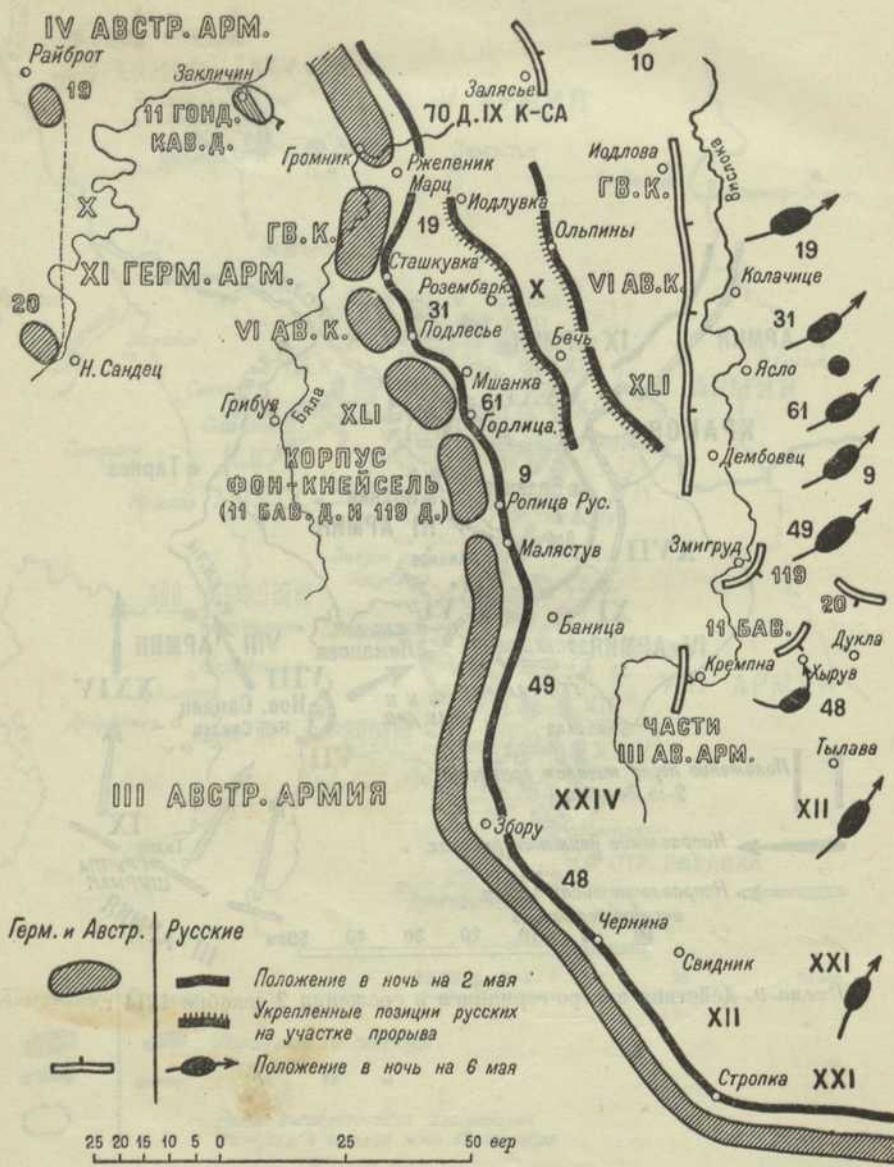 IV АВСТР. АРМ.
Райброт
19
Закличин
11 ГОНД.
КАВ. Д.
Залясье
10
70 Д. IX К-СА
Громник
Ржепеник
Марц
Иодлова
ГВ. К.
Вислока
Иодлувка
X
ГВ. К.
19
Ольпины
19
XI ГЕРМ. АРМ.
Сташкувка
Розембарк
X
VI АВ. К.
Колачице
20
31
31
VI АВ. К.
Подлесье
Бечь
Н. Сандец
Мшанка
XLI
Ясло
Грибув
Бяла
XLI
61
Горлица
61
КОРПУС
ФОН-КНЕЙСЕЛЬ
(11 БАВ. Д. И 119 Д.)
9
Дембовец
9
Ропица Рус.
Малястув
Змигруд
49
119
20
Баница
11 БАВ.
Дукла
Кремпна
Хырув
49
48
ЧАСТИ
III АВ. АРМ.
Тылава
III АВСТР. АРМИЯ
XXIV
XII
Збору
48
Чернина
Свидник
XXI
XII
Стропка
XXI
Герм. и Австр.
Русские
Положение в ночь на 2 мая
Укрепленные позиции русских
на участке прорыва
Положение в ночь на 6 мая
25 20 15 10 5 0 25 50 вер